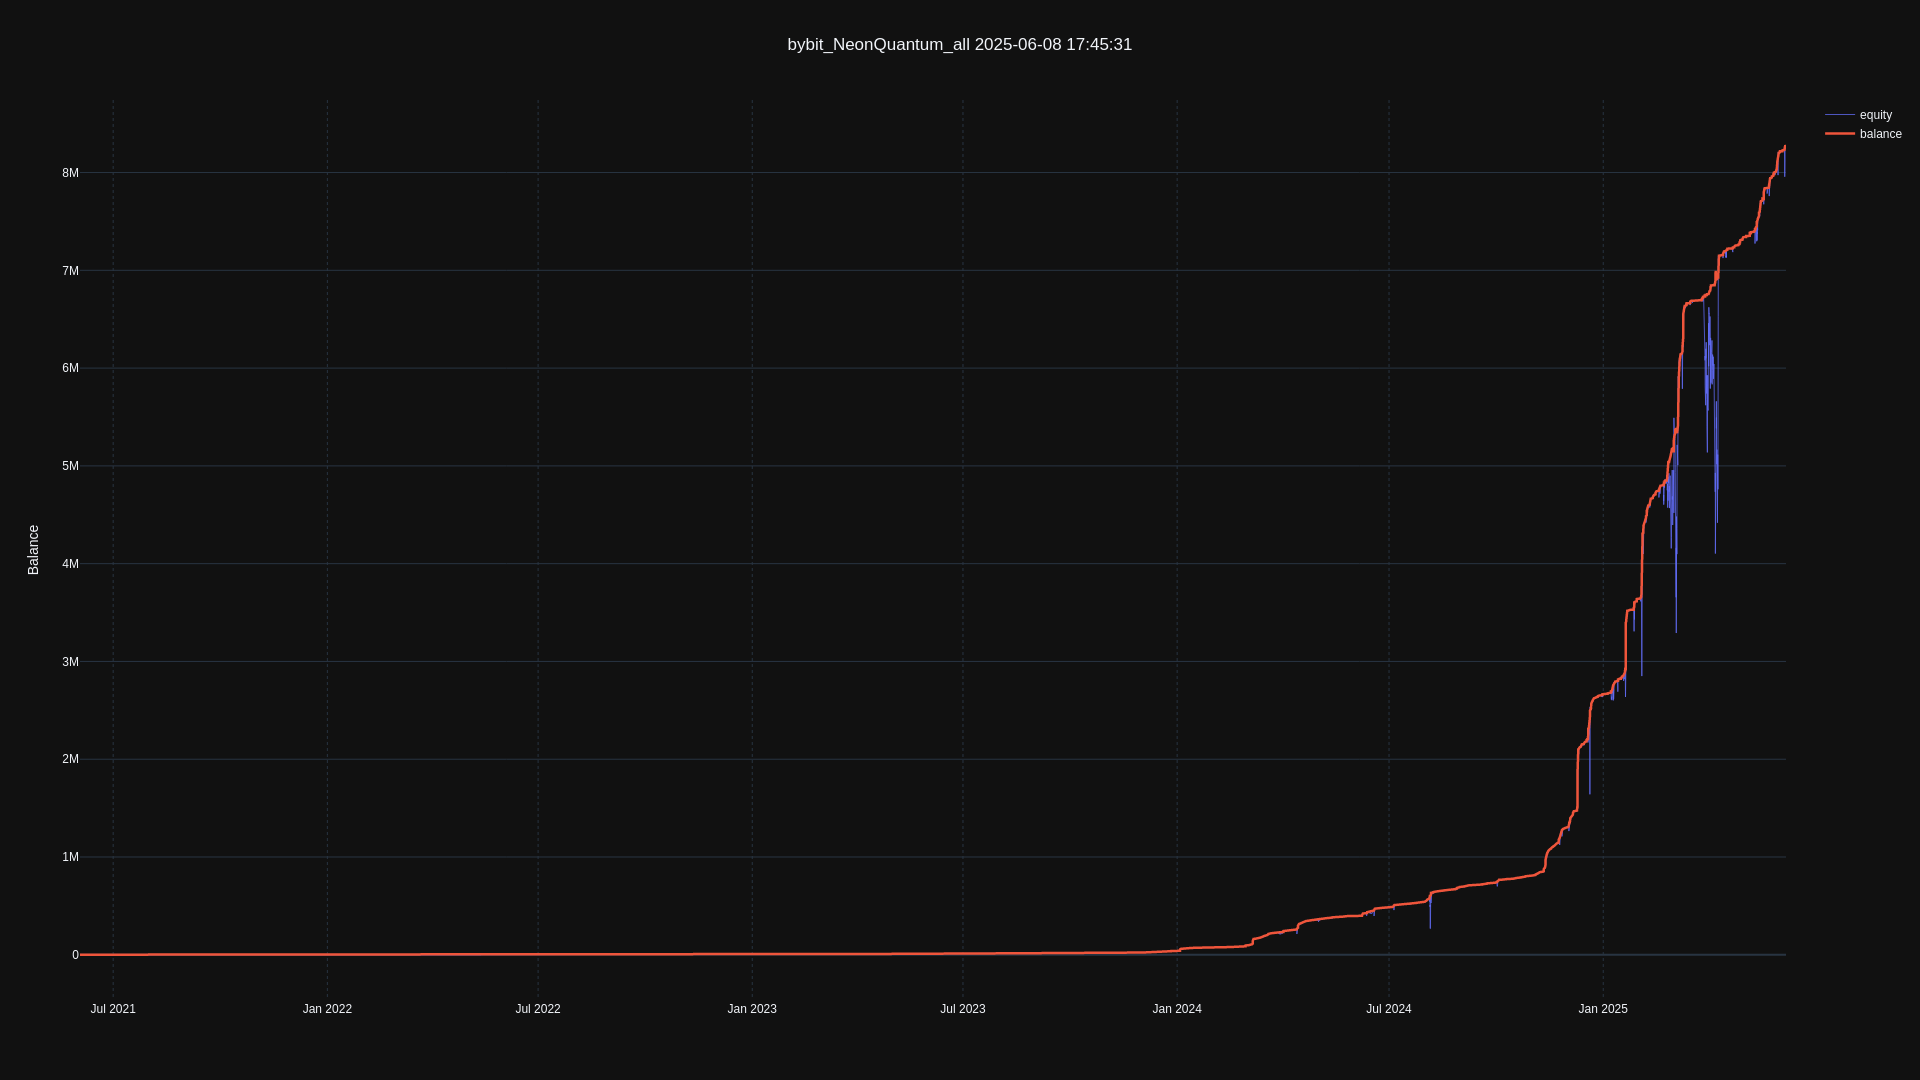 bybit_NeonQuantum_all 2025-06-08 17:45:31
equity
balance
8M
7M
6M
5M
4M
3M
2M
1M
0
Balance
Jul 2021
Jan 2022
Jul 2022
Jan 2023
Jul 2023
Jan 2024
Jul 2024
Jan 2025